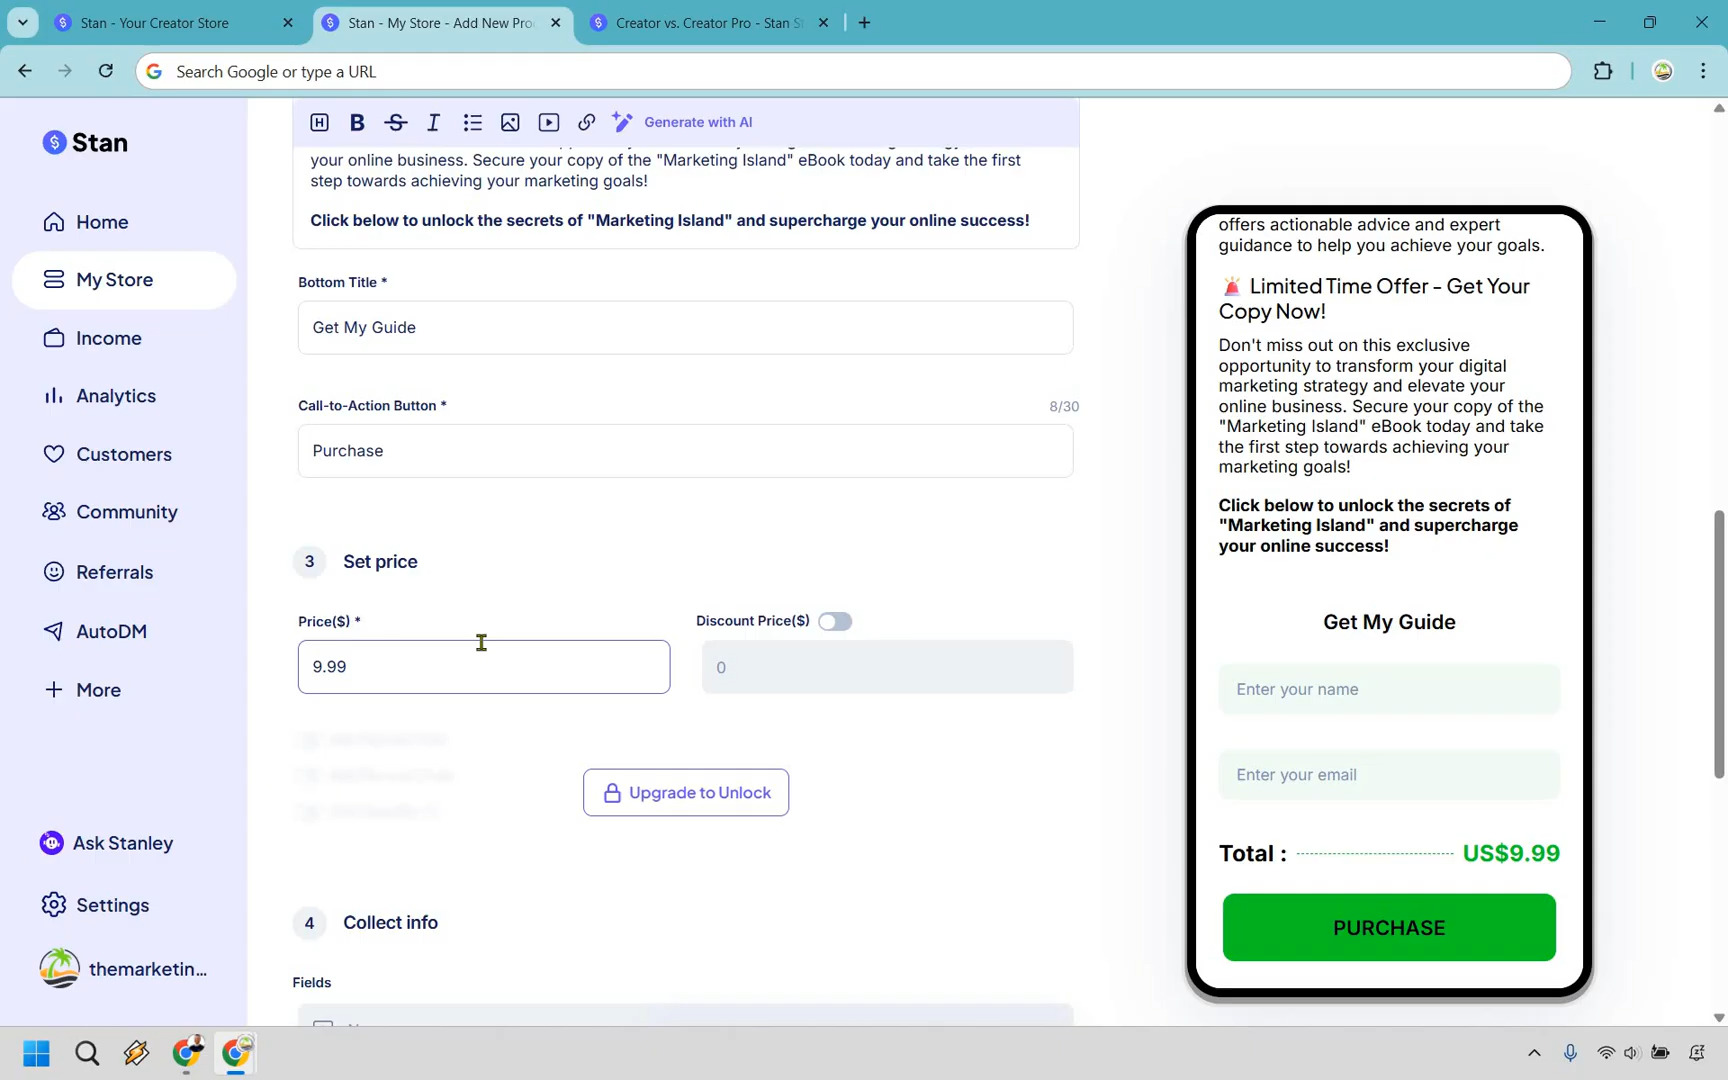 Stan - Your Creator Store
Stan - My Store - Add New Pro
Creator vs. Creator Pro - Stan S
Search Google or type a URL
Stan
Home
My Store
Income
Analytics
Customers
Community
Referrals
AutoDM
More
Ask Stanley
Settings
themarketin...
Generate with AI
your online business. Secure your copy of the "Marketing Island" eBook today and take the first
step towards achieving your marketing goals!
Click below to unlock the secrets of "Marketing Island" and supercharge your online success!
Bottom Title *
Get My Guide
Call-to-Action Button *
8/30
Purchase
3 Set price
Price($) *
Discount Price($)
9.99
0
Upgrade to Unlock
4 Collect info
Fields
offers actionable advice and expert
guidance to help you achieve your goals.
🚨 Limited Time Offer - Get Your
Copy Now!
Don't miss out on this exclusive
opportunity to transform your digital
marketing strategy and elevate your
online business. Secure your copy of the
"Marketing Island" eBook today and take
the first step towards achieving your
marketing goals!
Click below to unlock the secrets of
"Marketing Island" and supercharge
your online success!
Get My Guide
Enter your name
Enter your email
Total : US$9.99
PURCHASE